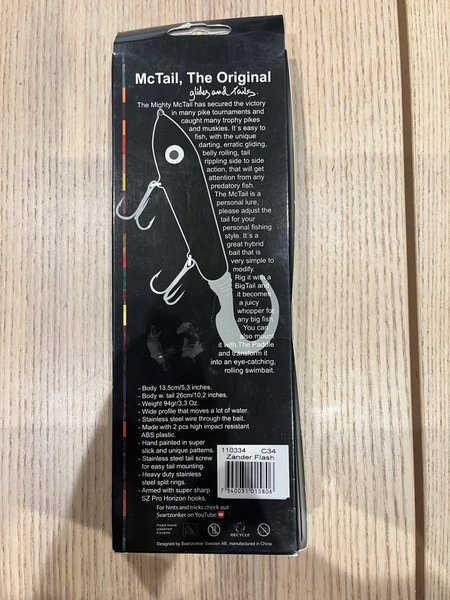 McTail, The Original
glides and tails.
The Mighty McTail has secured the victory
in many pike tournaments and
caught many trophy pikes
and muskies. It´s easy to
fish, with the unique
darting, erratic gliding,
belly rolling, tail
rippling side to side
action, that will get
attention from any
predatory fish.
The McTail is a
personal lure,
please adjust the
tail for your
personal fishing
style. It´s a
great hybrid
bait that is
very simple to
modify.
Rig it with a
BigTail and it
becomes
a juicy
whopper for
any big fish.
You can
also mount
it with The Paddle
and transform it
into an eye-catching,
rolling swimbait.
- Body 13,5cm/5,3 inches.
- Body w. tail 26cm/10,2 inches.
- Weight 94gr/3,3 Oz.
- Wide profile that moves a lot of water.
- Stainless steel wire through the bait.
- Made with 2 pcs high impact resistant
ABS plastic.
- Hand painted in super
slick and unique patterns.
- Stainless steel tail screw
for easy tail mounting.
- Heavy duty stainless
steel split rings.
- Armed with super sharp
SZ Pro Horizon hooks.
110334 C34
Zander Flash
7 340051 015806
For hints and tricks check out
Svartzonker on YouTube
RECYCLE
Designed by Svartzonker Sweden AB, manufactured in China